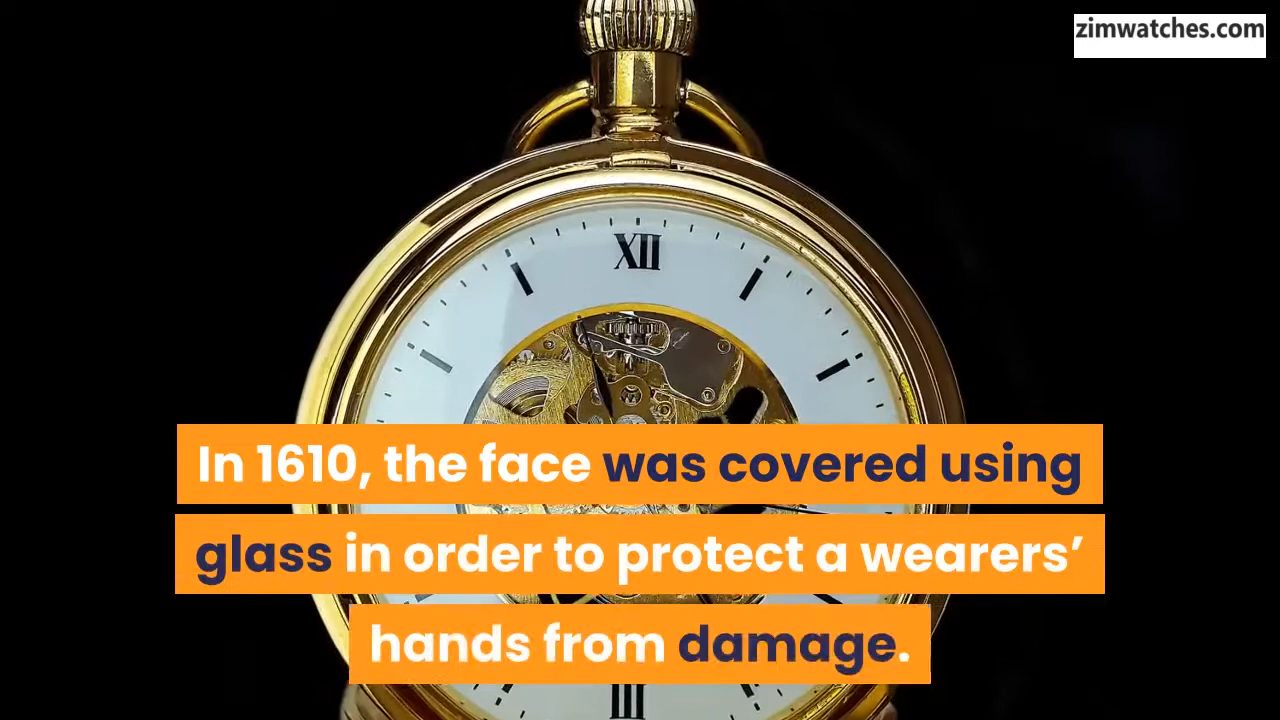 zimwatches.com
XII
In 1610, the face was covered using
glass in order to protect a wearers’
hands from damage.
III